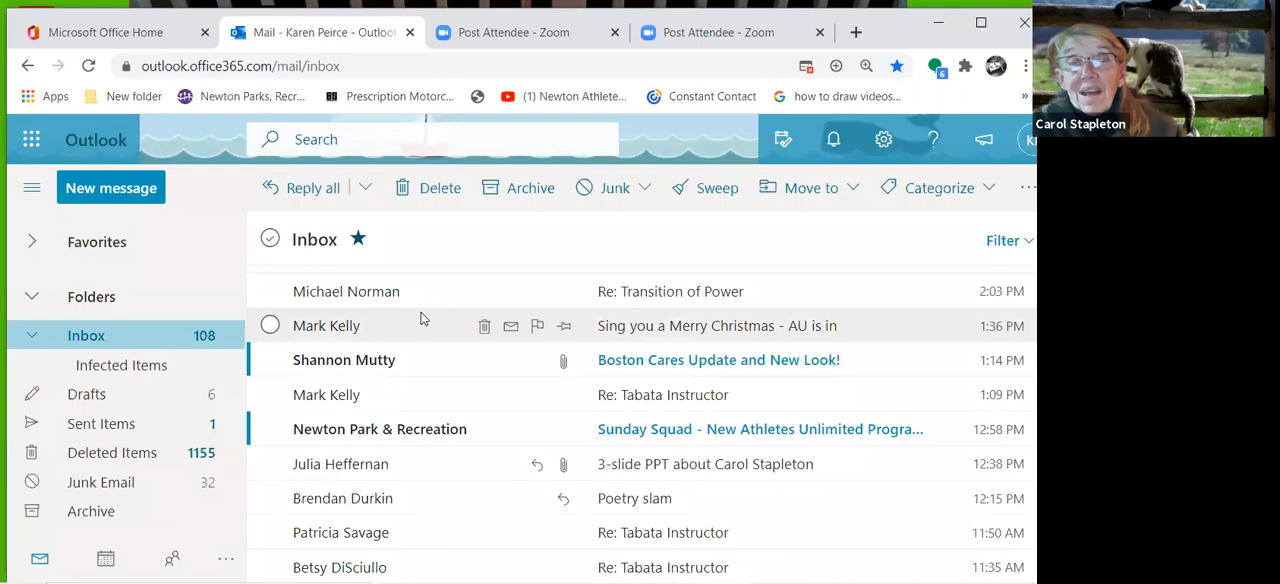 Microsoft Office Home
Mail - Karen Peirce - Outlook
Post Attendee - Zoom
Post Attendee - Zoom
outlook.office365.com/mail/inbox
6
Apps
New folder
Newton Parks, Recr...
Prescription Motorc...
(1) Newton Athlete...
Constant Contact
how to draw videos...
»
Carol Stapleton
Outlook
Search
New message
Reply all
Delete
Archive
Junk
Sweep
Move to
Categorize
Favorites
Inbox
Filter
Folders
Inbox 108
Infected Items
Drafts 6
Sent Items 1
Deleted Items 1155
Junk Email 32
Archive
Michael Norman Re: Transition of Power 2:03 PM
Mark Kelly Sing you a Merry Christmas - AU is in 1:36 PM
Shannon Mutty Boston Cares Update and New Look! 1:14 PM
Mark Kelly Re: Tabata Instructor 1:09 PM
Newton Park & Recreation Sunday Squad - New Athletes Unlimited Progra... 12:58 PM
Julia Heffernan 3-slide PPT about Carol Stapleton 12:38 PM
Brendan Durkin Poetry slam 12:15 PM
Patricia Savage Re: Tabata Instructor 11:50 AM
Betsy DiSciullo Re: Tabata Instructor 11:35 AM